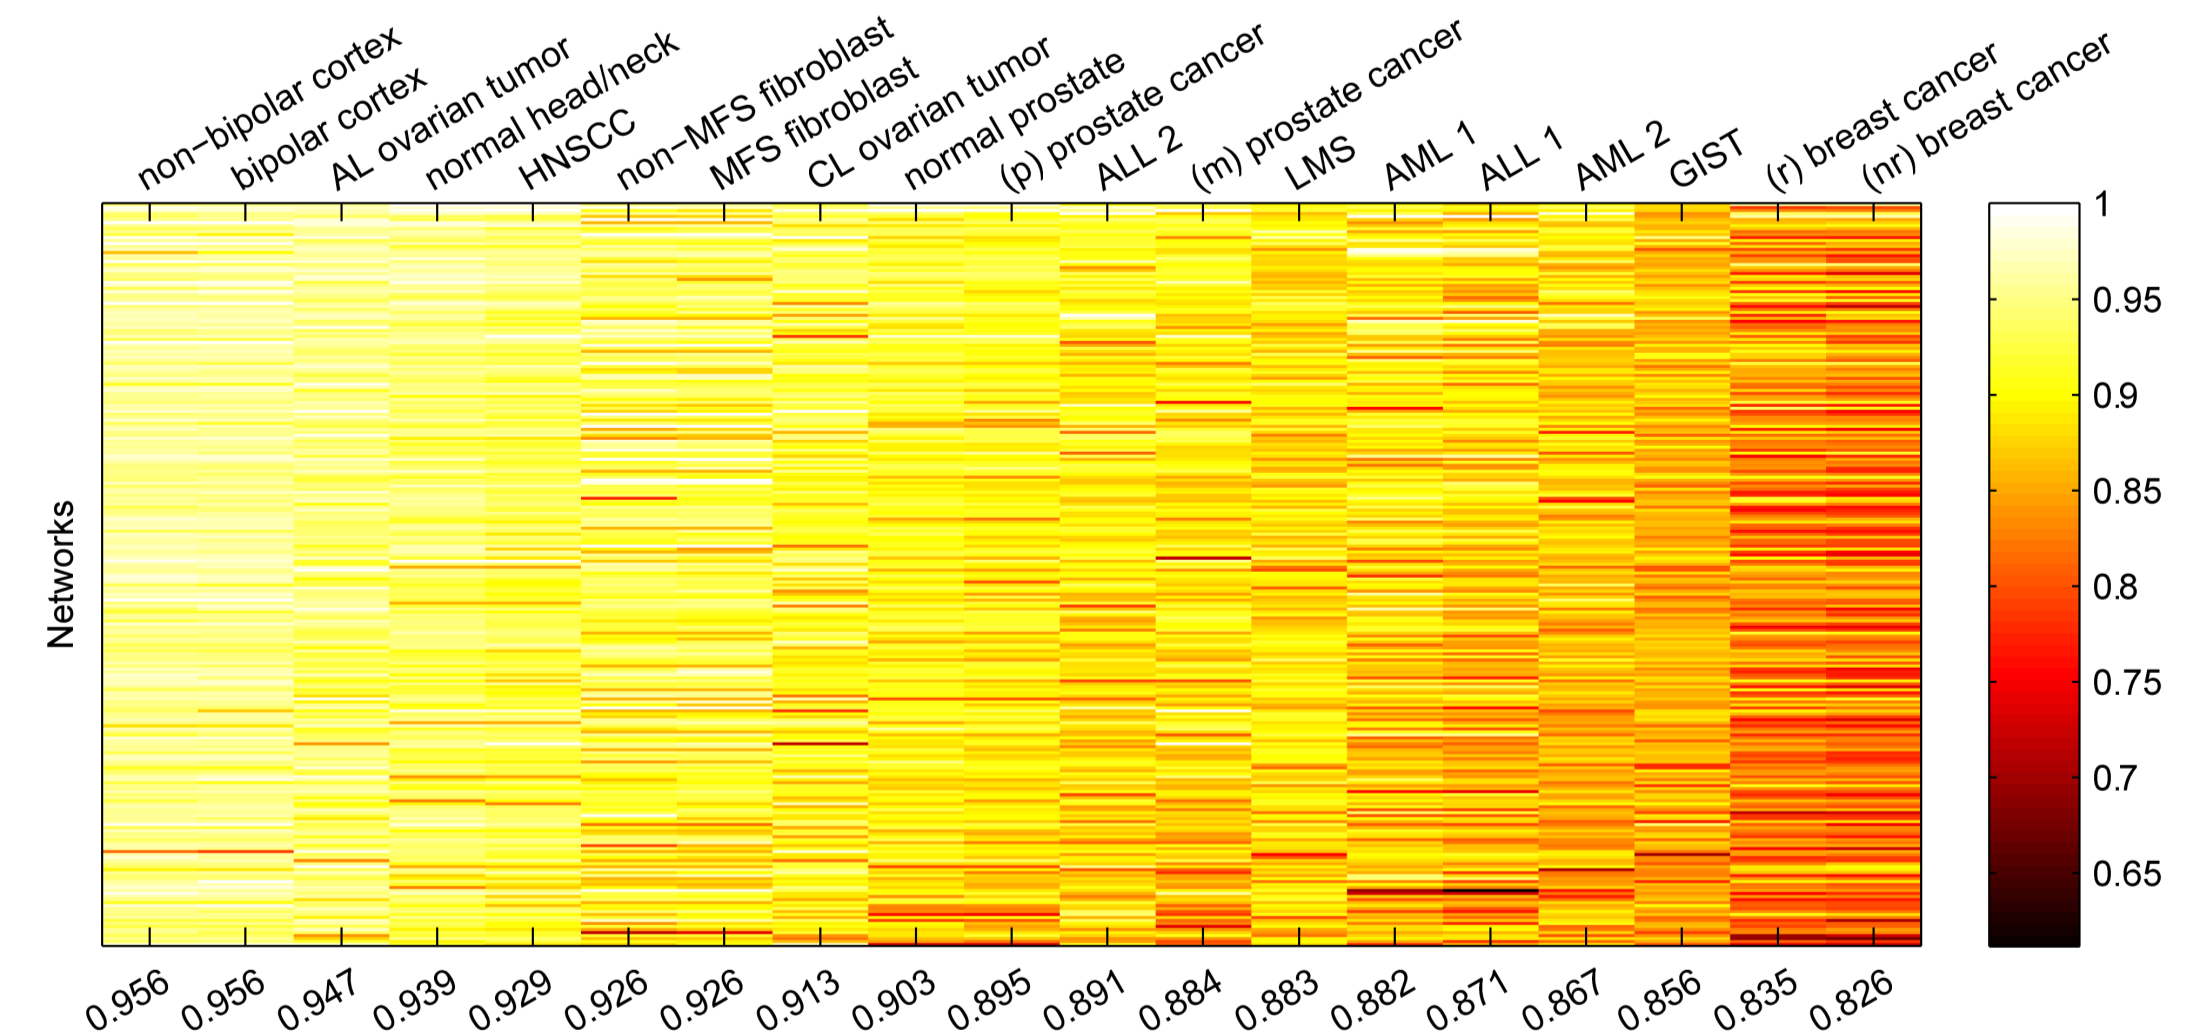 non−bipolar cortex
bipolar cortex
AL ovarian tumor
normal head/neck
HNSCC
non−MFS fibroblast
MFS fibroblast
CL ovarian tumor
normal prostate
(p) prostate cancer
ALL 2
(m) prostate cancer
LMS
AML 1
ALL 1
AML 2
GIST
(r) breast cancer
(nr) breast cancer
Networks
1
0.95
0.9
0.85
0.8
0.75
0.7
0.65
0.956
0.956
0.947
0.939
0.929
0.926
0.926
0.913
0.903
0.895
0.891
0.884
0.883
0.882
0.871
0.867
0.856
0.835
0.826